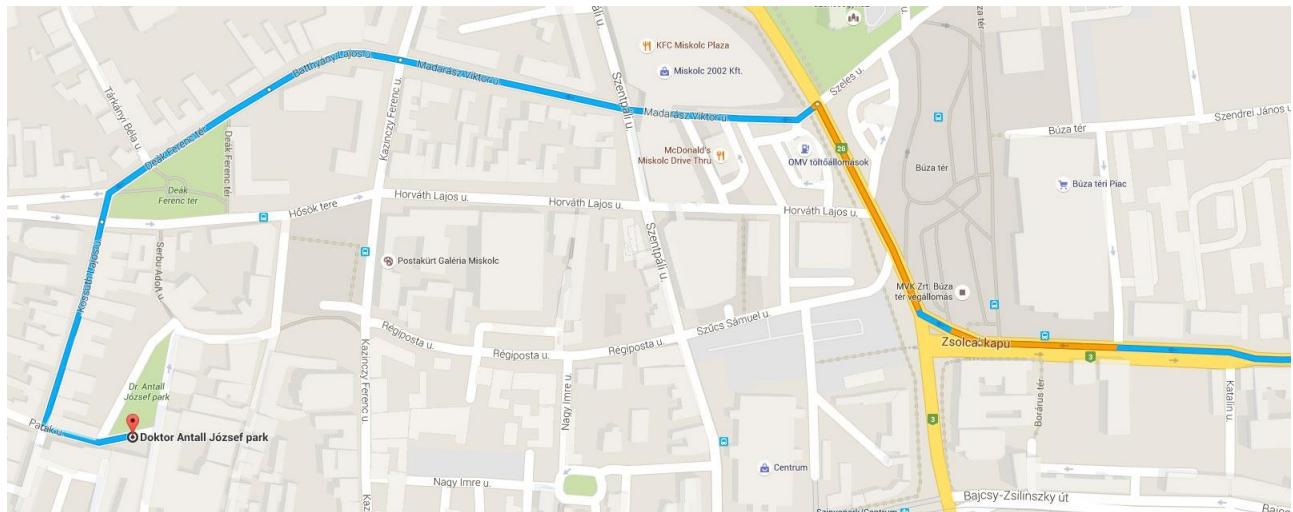 KFC Miskolc Plaza
Miskolc 2002 Kft.
Batthyány Lajos u.
Madarász Viktor u.
Kazinczy Ferenc u.
Szentpáli u.
Szeles u.
Tárkányi Béla u.
Madarász Viktor u.
26
Búza tér
Szendrei János u.
Deák Ferenc tér
Deák Ferenc tér
McDonald's
Miskolc Drive Thru
OMV töltőállomások
Búza tér
Búza téri Piac
Deák
Ferenc tér
Hősök tere
Horváth Lajos u.
Horváth Lajos u.
Horváth Lajos u.
Kossuth Lajos u.
Serbu Adolf u.
Postakürt Galéria Miskolc
Szentpáli u.
MVK Zrt. Búza
tér végállomás
Szűcs Sámuel u.
Régiposta u.
Régiposta u.
Régiposta u.
Zsolcai kapu
3
Kazinczy Ferenc u.
Dr. Antall
József park
Nagy Imre u.
Borárus tér
Katalin u.
3
Patak u.
Doktor Antall József park
Centrum
Nagy Imre u.
Bajcsy-Zsilinszky út